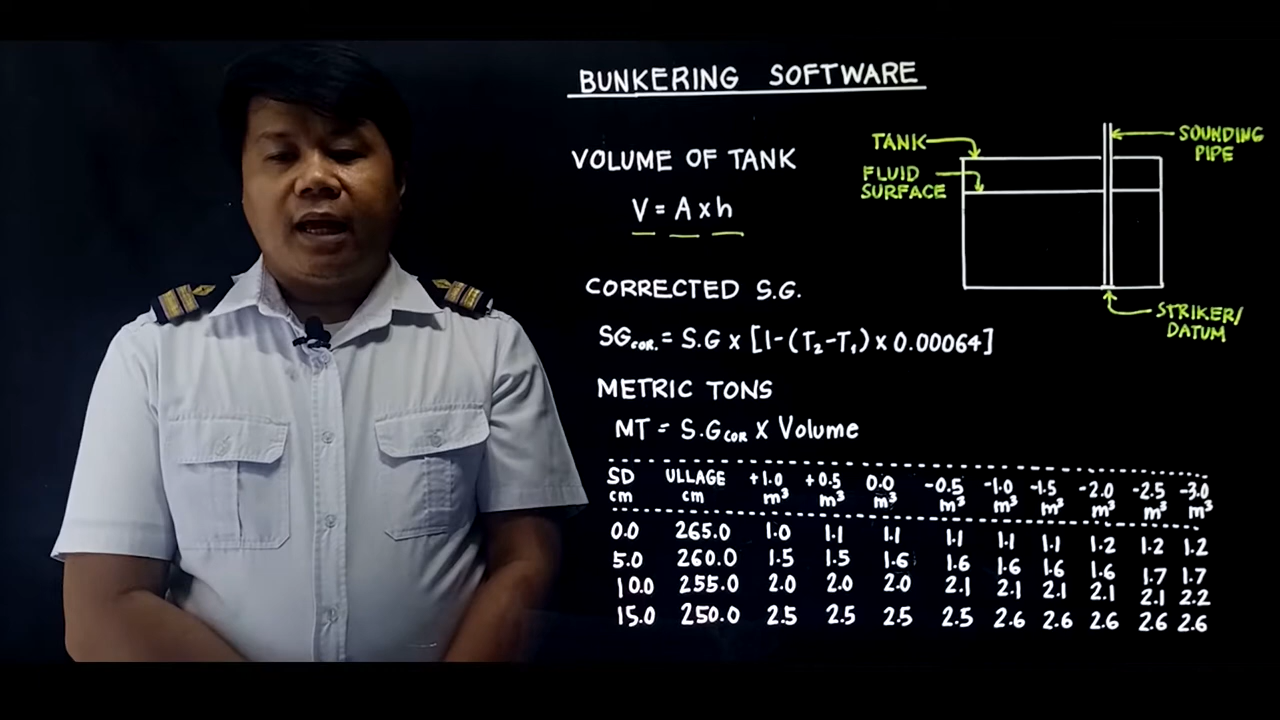 BUNKERING SOFTWARE
VOLUME OF TANK
V = A x h
TANK
FLUID
SURFACE
SOUNDING
PIPE
STRIKER/
DATUM
CORRECTED S.G.
SGCOR. = S.G x [1-(T2-T1) x 0.00064]
METRIC TONS
MT = S.GCOR x Volume
SD ULLAGE +1.0 +0.5 0.0 -0.5 -1.0 -1.5 -2.0 -2.5 -3.0
cm cm m³ m³ m³ m³ m³ m³ m³ m³ m³
0.0 265.0 1.0 1.1 1.1 1.1 1.1 1.1 1.2 1.2 1.2
5.0 260.0 1.5 1.5 1.6 1.6 1.6 1.6 1.6 1.7 1.7
10.0 255.0 2.0 2.0 2.0 2.1 2.1 2.1 2.1 2.1 2.2
15.0 250.0 2.5 2.5 2.5 2.5 2.6 2.6 2.6 2.6 2.6